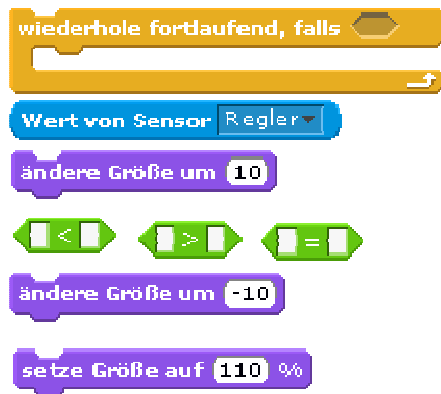 wiederhole fortlaufend, falls
Wert von Sensor Regler
ändere Größe um 10
< > =
ändere Größe um -10
setze Größe auf 110 %